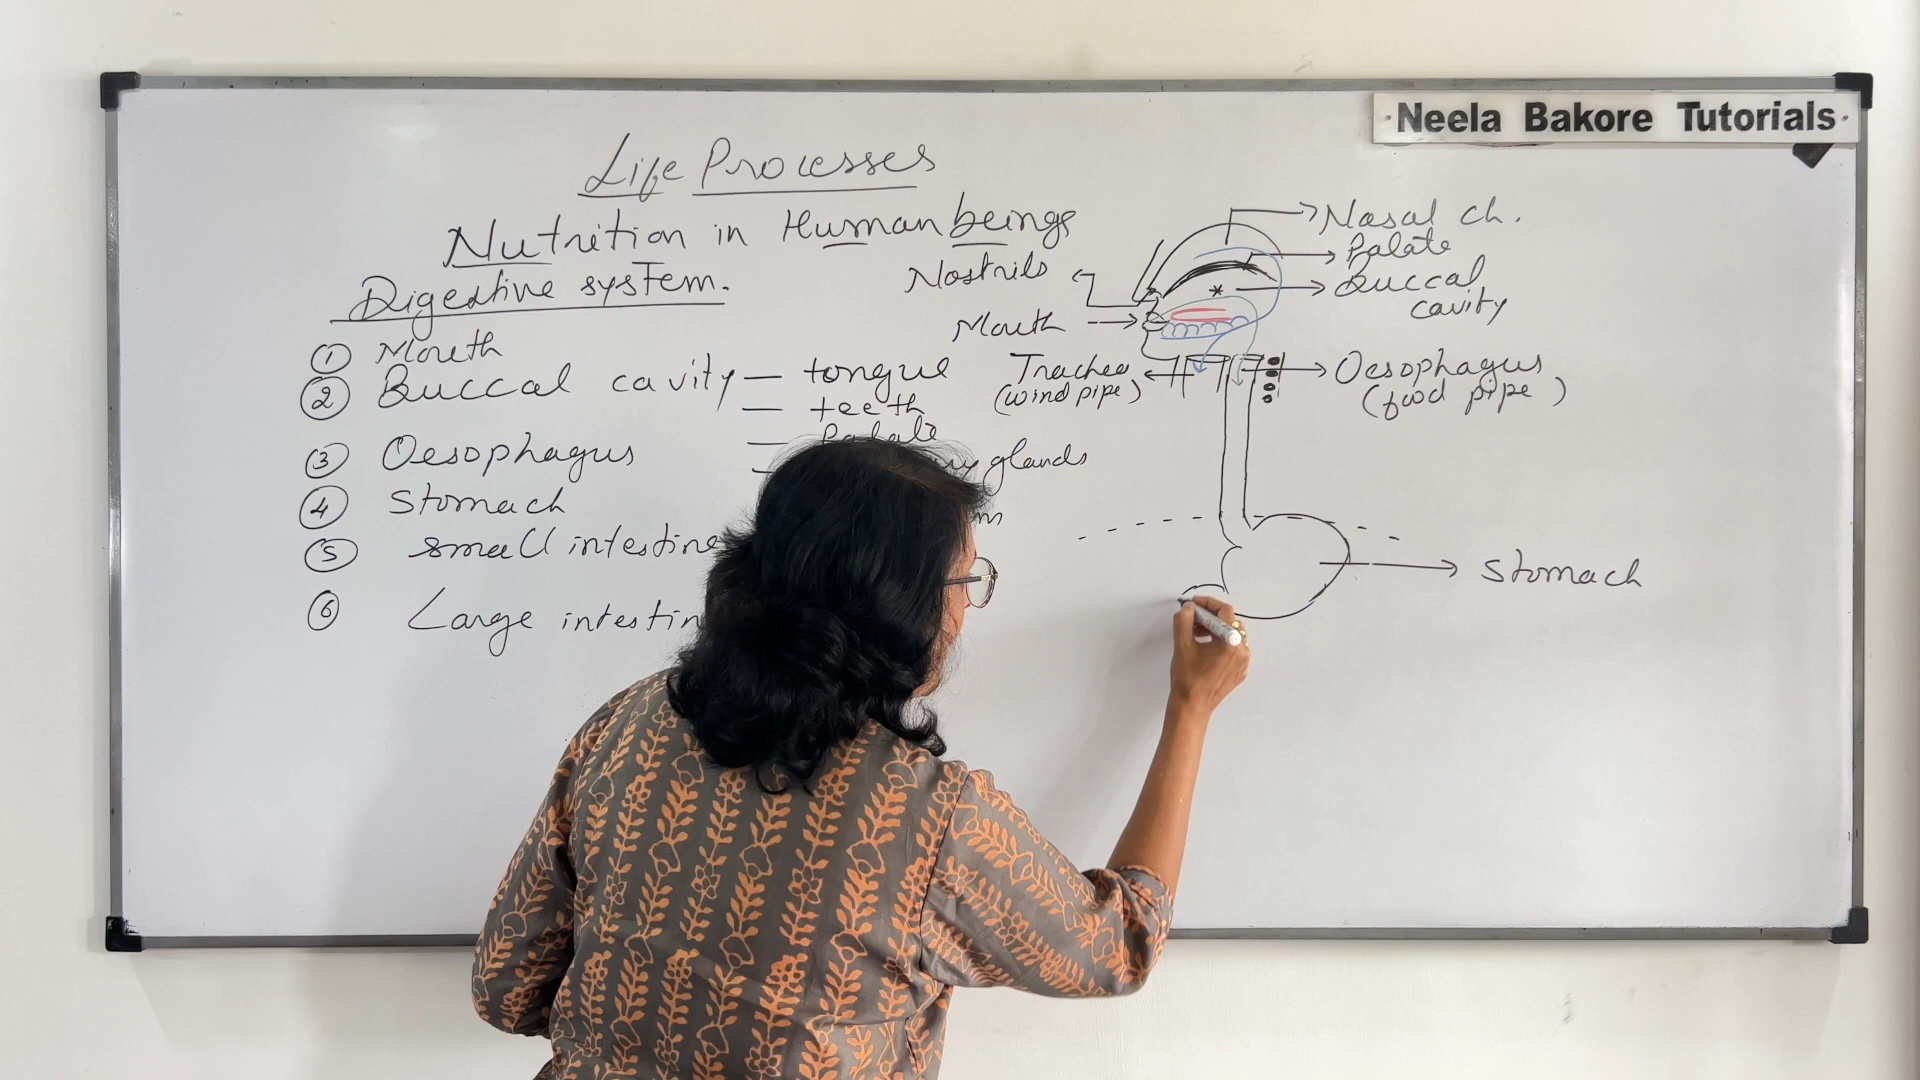 Neela Bakore Tutorials
Life Processes
Nutrition in Human beings
Digestive system.
① Mouth
② Buccal cavity — tongue
— teeth
— Palate
glands
③ Oesophagus
④ Stomach
⑤ small intestine
⑥ Large
Nasal ch.
Palate
Buccal
cavity
Nostrils
Mouth
Trachea
(wind pipe)
Oesophagus
(food pipe)
Stomach